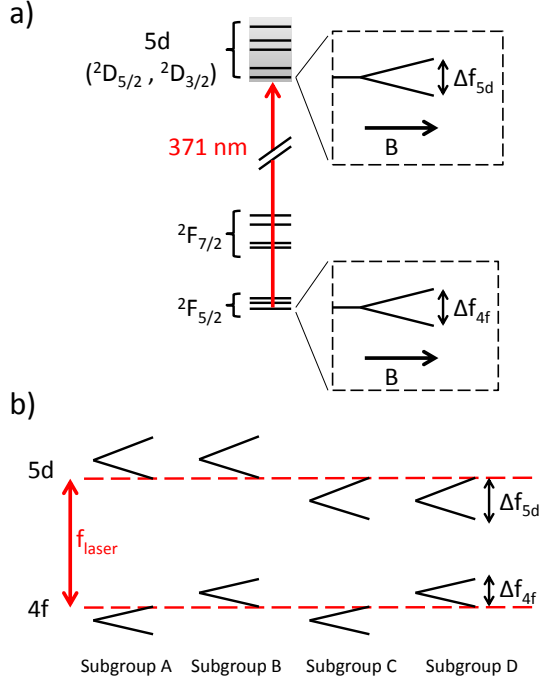 a)
5d
(²D₅/₂ , ²D₃/₂)
Δf₅d
B
371 nm
²F₇/₂
²F₅/₂
Δf₄f
B
b)
5d
f_laser
Δf₅d
4f
Δf₄f
Subgroup A Subgroup B Subgroup C Subgroup D